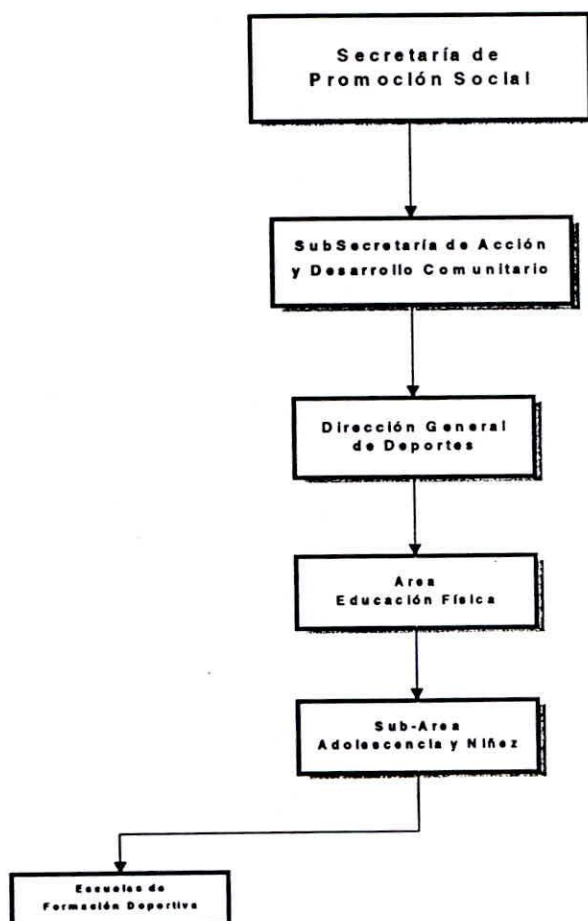 Secretaría de
Promoción Social
SubSecretaría de Acción
y Desarrollo Comunitario
Dirección General
de Deportes
Area
Educación Física
Sub-Area
Adolescencia y Niñez
Escuelas de
Formación Deportiva